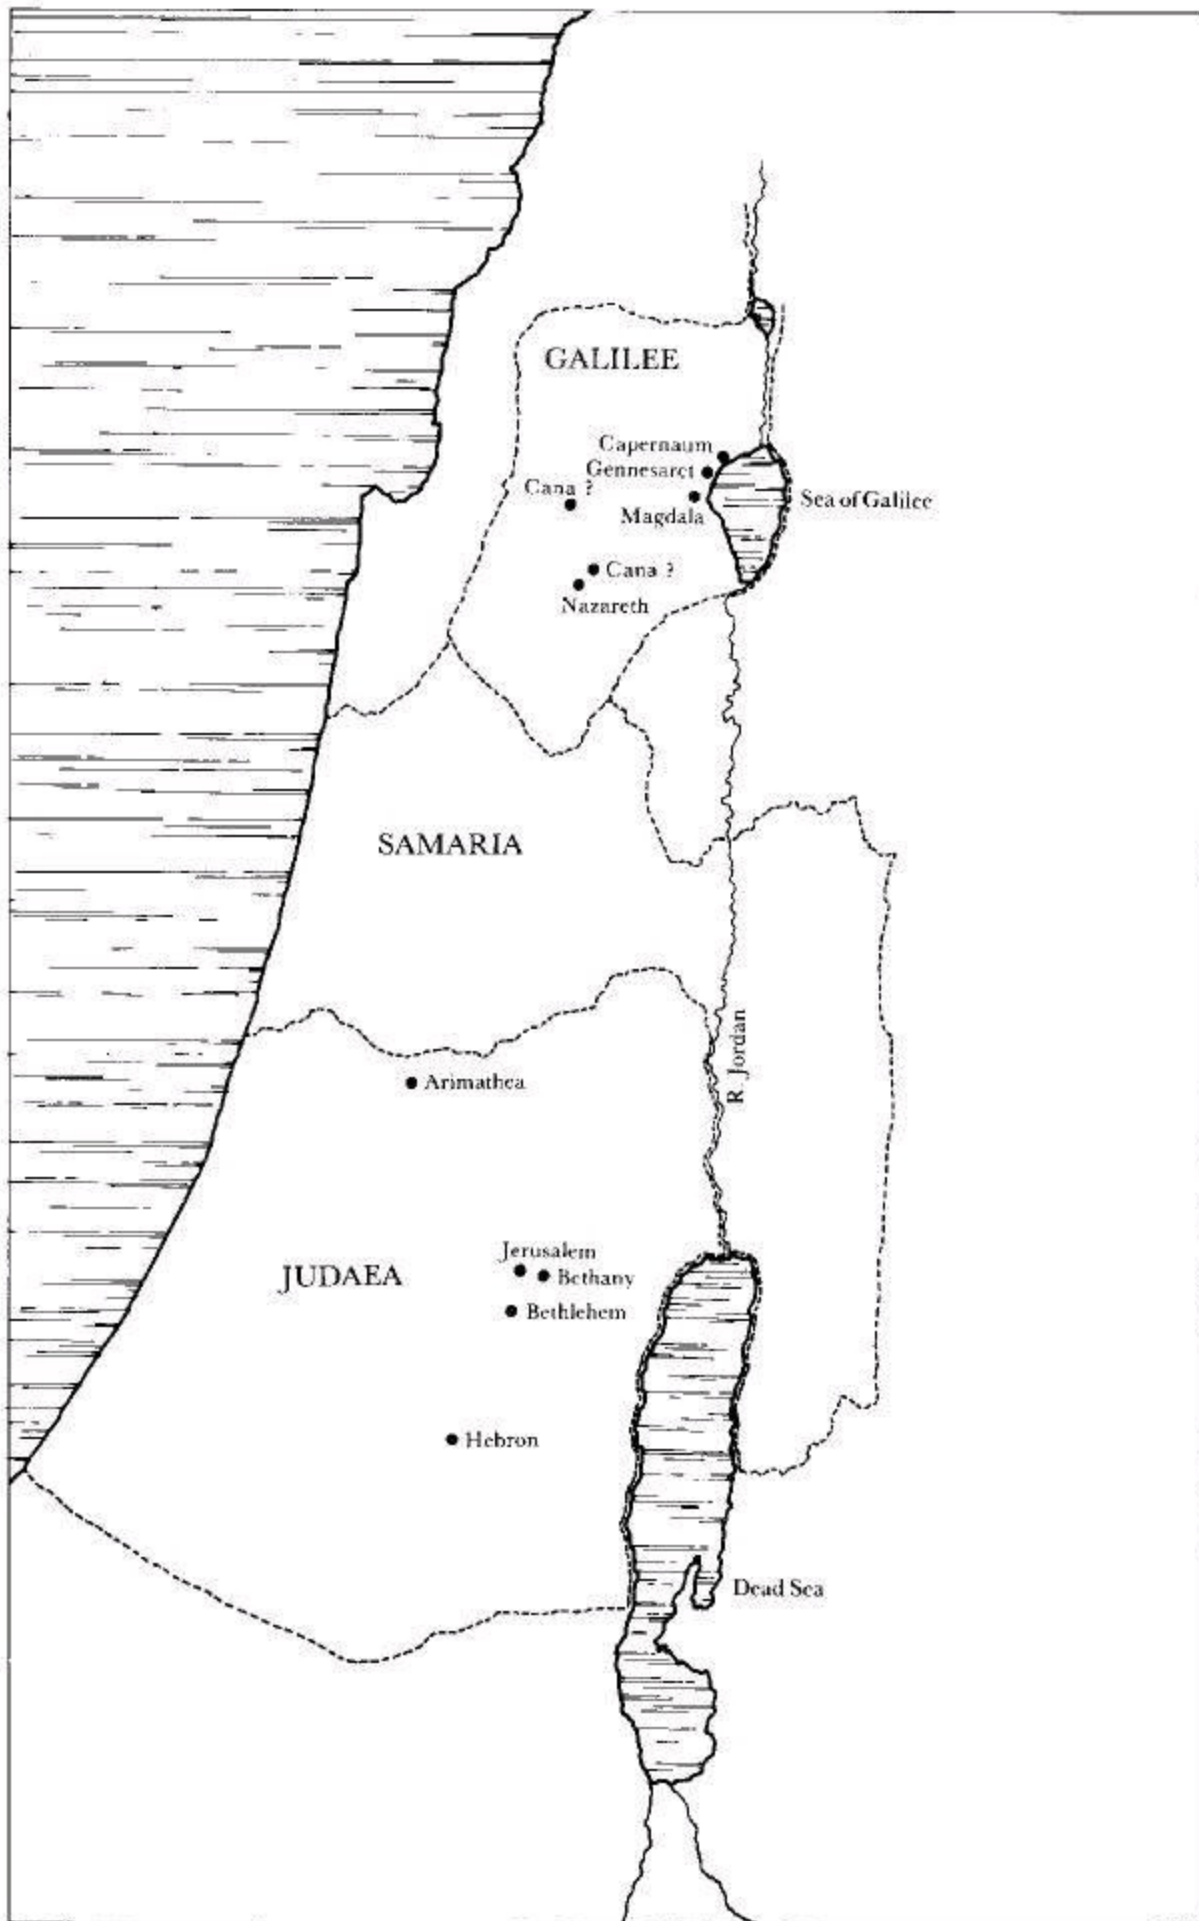 GALILEE
Capernaum
Gennesaret
Cana ?
Sea of Galilee
Magdala
Cana ?
Nazareth
SAMARIA
R. Jordan
Arimathea
Jerusalem
JUDAEA
Bethany
Bethlehem
Hebron
Dead Sea